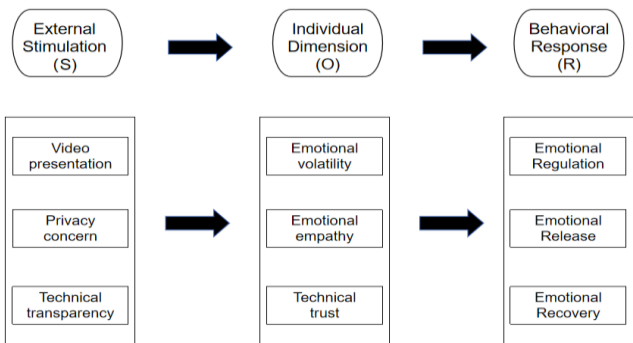 External
Stimulation
(S)
Individual
Dimension
(O)
Behavioral
Response
(R)
Video
presentation
Privacy
concern
Technical
transparency
Emotional
volatility
Emotional
empathy
Technical
trust
Emotional
Regulation
Emotional
Release
Emotional
Recovery